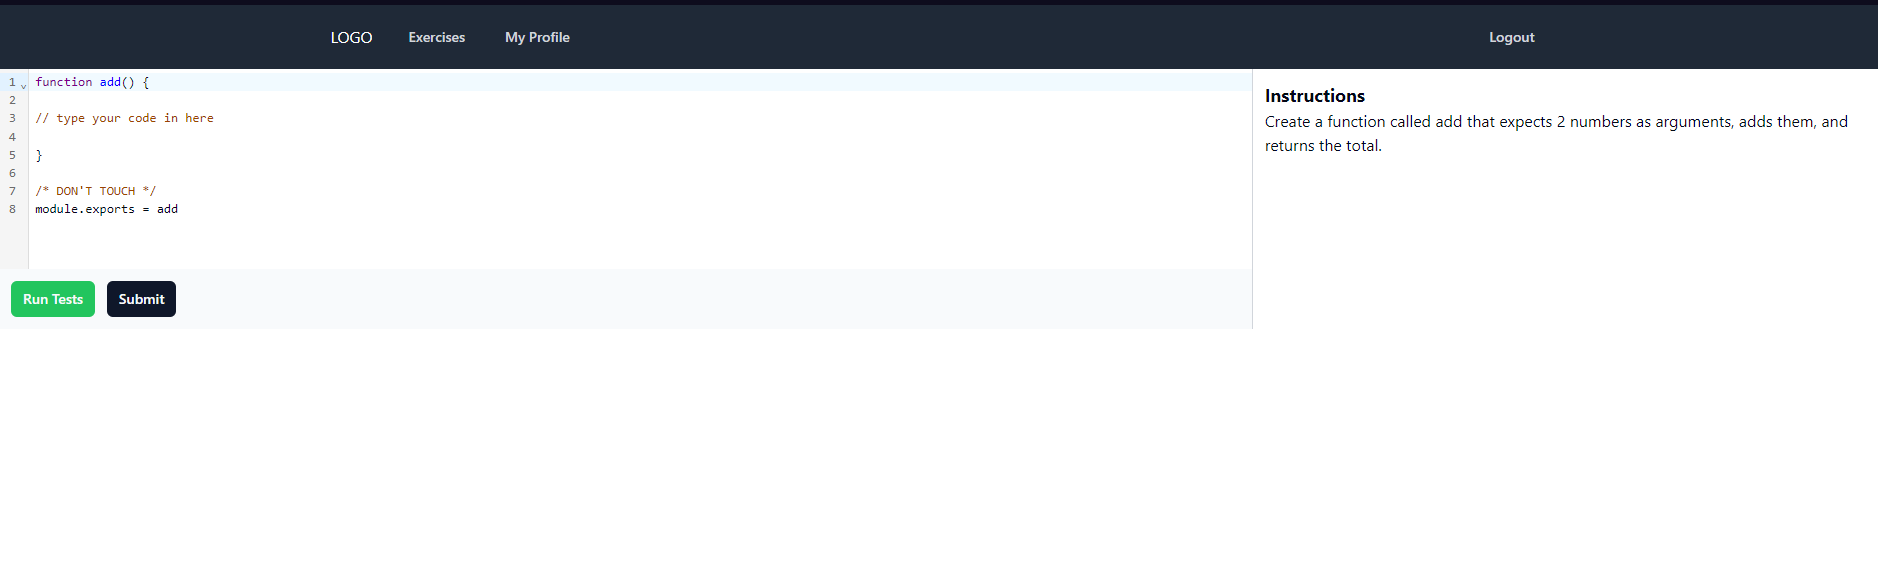 LOGO Exercises My Profile Logout
1 function add() {
2
3 // type your code in here
4
5 }
6
7 /* DON'T TOUCH */
8 module.exports = add
Run Tests Submit
Instructions
Create a function called add that expects 2 numbers as arguments, adds them, and
returns the total.